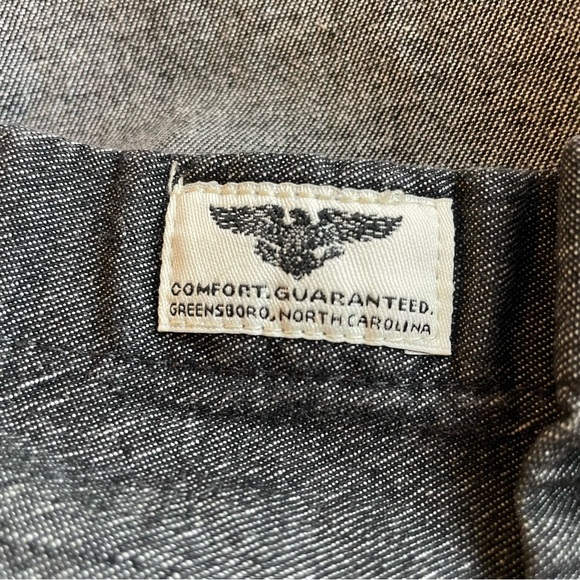 COMFORT. GUARANTEED.
GREENSBORO, NORTH CAROLINA